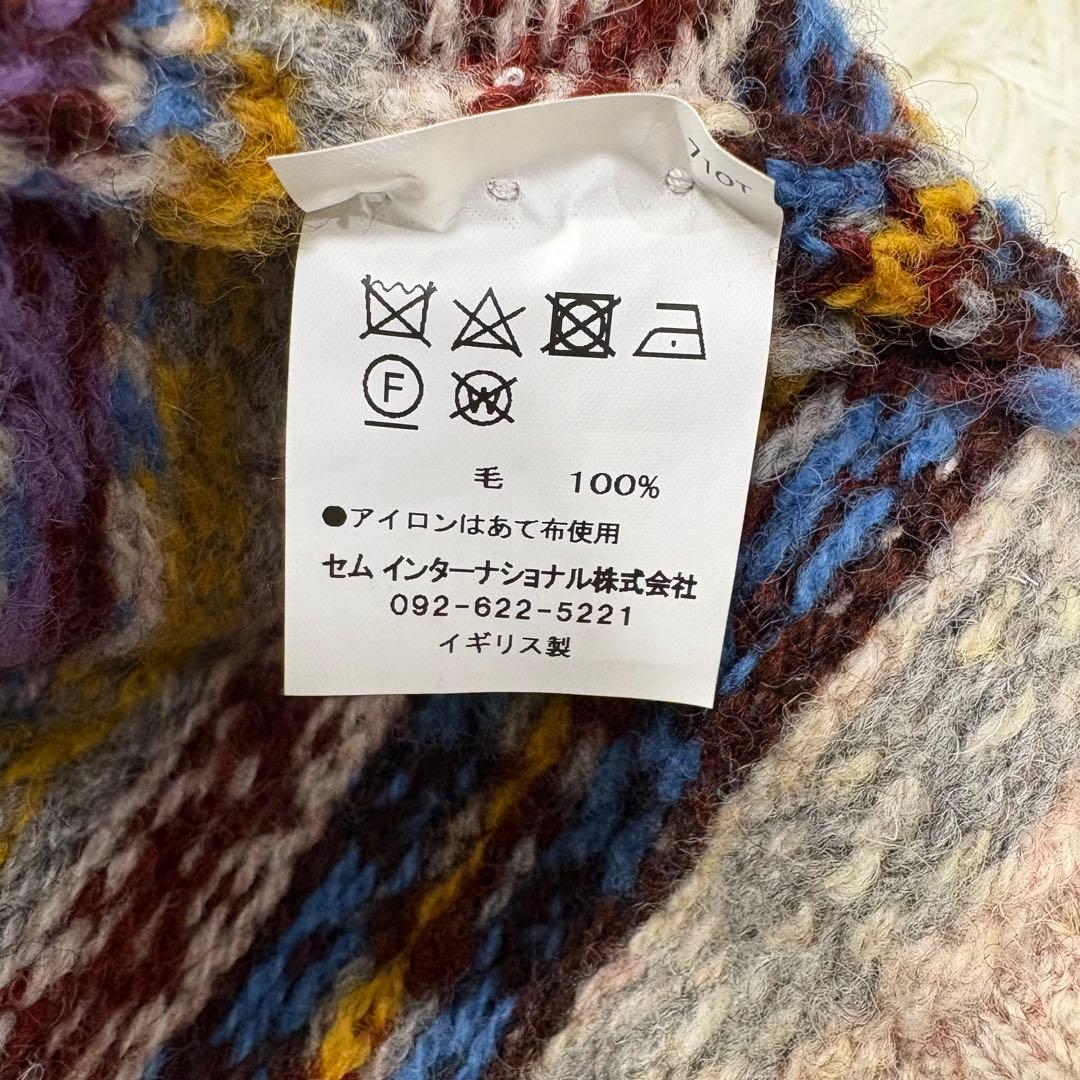 710T
F
W
毛 100%
●アイロンはあて布使用
セム インターナショナル株式会社
092-622-5221
イギリス製